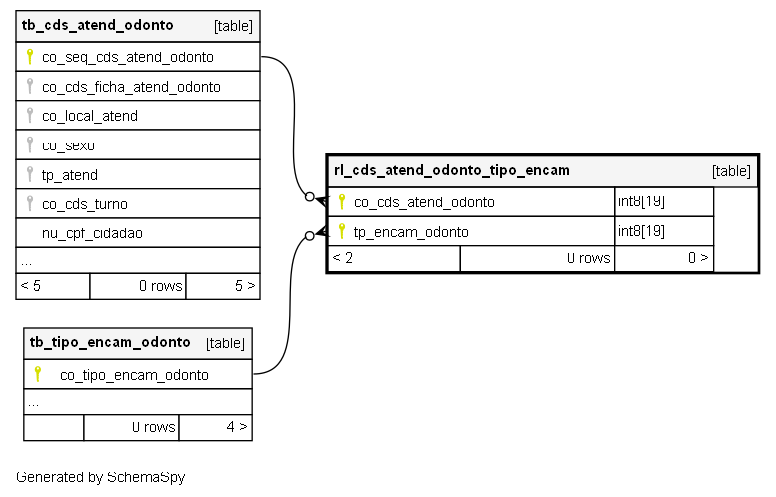 tb_cds_atend_odonto [table]
co_seq_cds_atend_odonto
co_cds_ficha_atend_odonto
co_local_atend
co_sexo
tp_atend
co_cds_turno
nu_cpf_cidadao
...
< 5 0 rows 5 >
rl_cds_atend_odonto_tipo_encam [table]
co_cds_atend_odonto int8[19]
tp_encam_odonto int8[19]
< 2 0 rows 0 >
tb_tipo_encam_odonto [table]
co_tipo_encam_odonto
...
0 rows 4 >
Generated by SchemaSpy